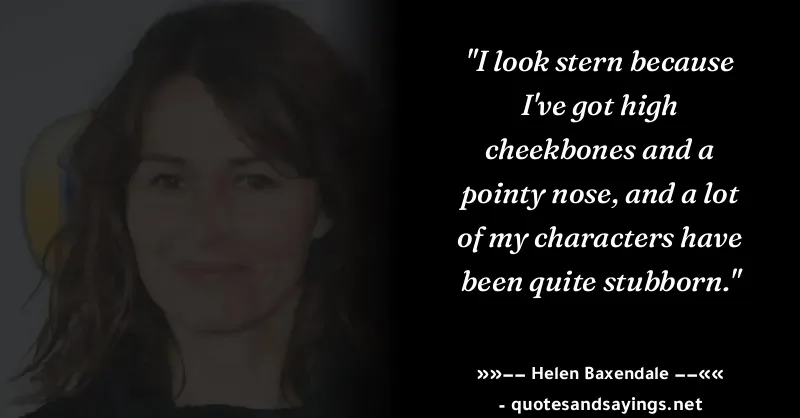 "I look stern because
I've got high
cheekbones and a
pointy nose, and a lot
of my characters have
been quite stubborn."
»»−− Helen Baxendale −−««
- quotesandsayings.net